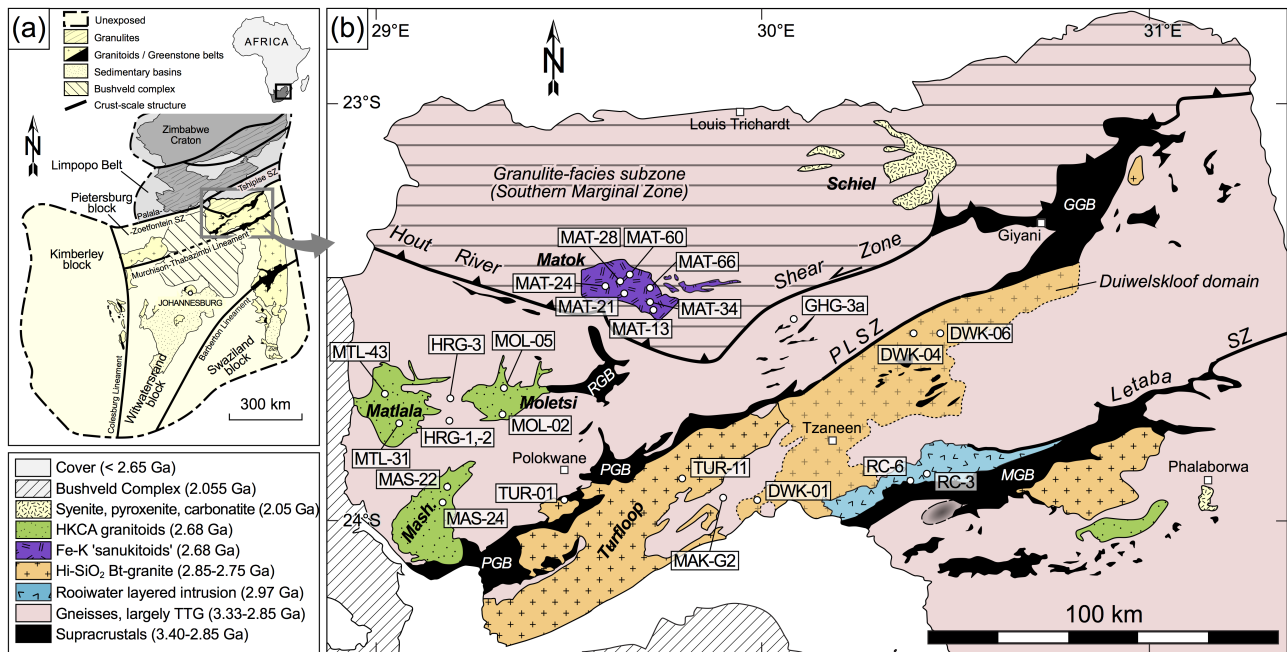 (a)
Unexposed
Granulites
Granitoids / Greenstone belts
Sedimentary basins
Bushveld complex
Crust-scale structure
AFRICA
N
Zimbabwe
Craton
Limpopo Belt
Pietersburg
block
Palala-
Tshipise SZ
Zoetfontein SZ
Murchison-Thabazimbi Lineament
Kimberley
block
JOHANNESBURG
Witwatersrand
block
Barberton Lineament
Swaziland
block
Colesburg Lineament
300 km
Cover (< 2.65 Ga)
Bushveld Complex (2.055 Ga)
Syenite, pyroxenite, carbonatite (2.05 Ga)
HKCA granitoids (2.68 Ga)
Fe-K 'sanukitoids' (2.68 Ga)
Hi-SiO₂ Bt-granite (2.85-2.75 Ga)
Rooiwater layered intrusion (2.97 Ga)
Gneisses, largely TTG (3.33-2.85 Ga)
Supracrustals (3.40-2.85 Ga)
(b)
29°E
30°E
31°E
N
23°S
24°S
Louis Trichardt
Granulite-facies subzone
(Southern Marginal Zone)
Schiel
GGB
Giyani
Hout River Shear Zone
MAT-28
MAT-60
Matok
MAT-66
MAT-24
MAT-21
MAT-34
MAT-13
GHG-3a
Duiwelskloof domain
PLSZ
DWK-06
DWK-04
Letaba SZ
MTL-43
HRG-3
MOL-05
RGB
Matlala
Moletsi
MOL-02
HRG-1,-2
MTL-31
Polokwane
Tzaneen
MAS-22
PGB
TUR-11
RC-6
RC-3
MGB
Phalaborwa
TUR-01
DWK-01
Mash.
MAS-24
Turfloop
PGB
MAK-G2
100 km